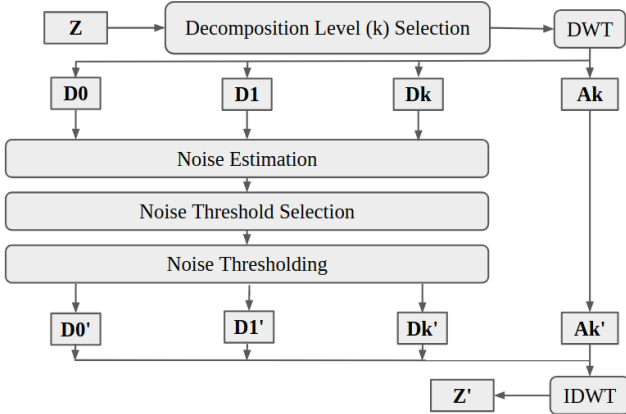 Z
Decomposition Level (k) Selection
DWT
D0
D1
Dk
Ak
Noise Estimation
Noise Threshold Selection
Noise Thresholding
D0'
D1'
Dk'
Ak'
Z'
IDWT